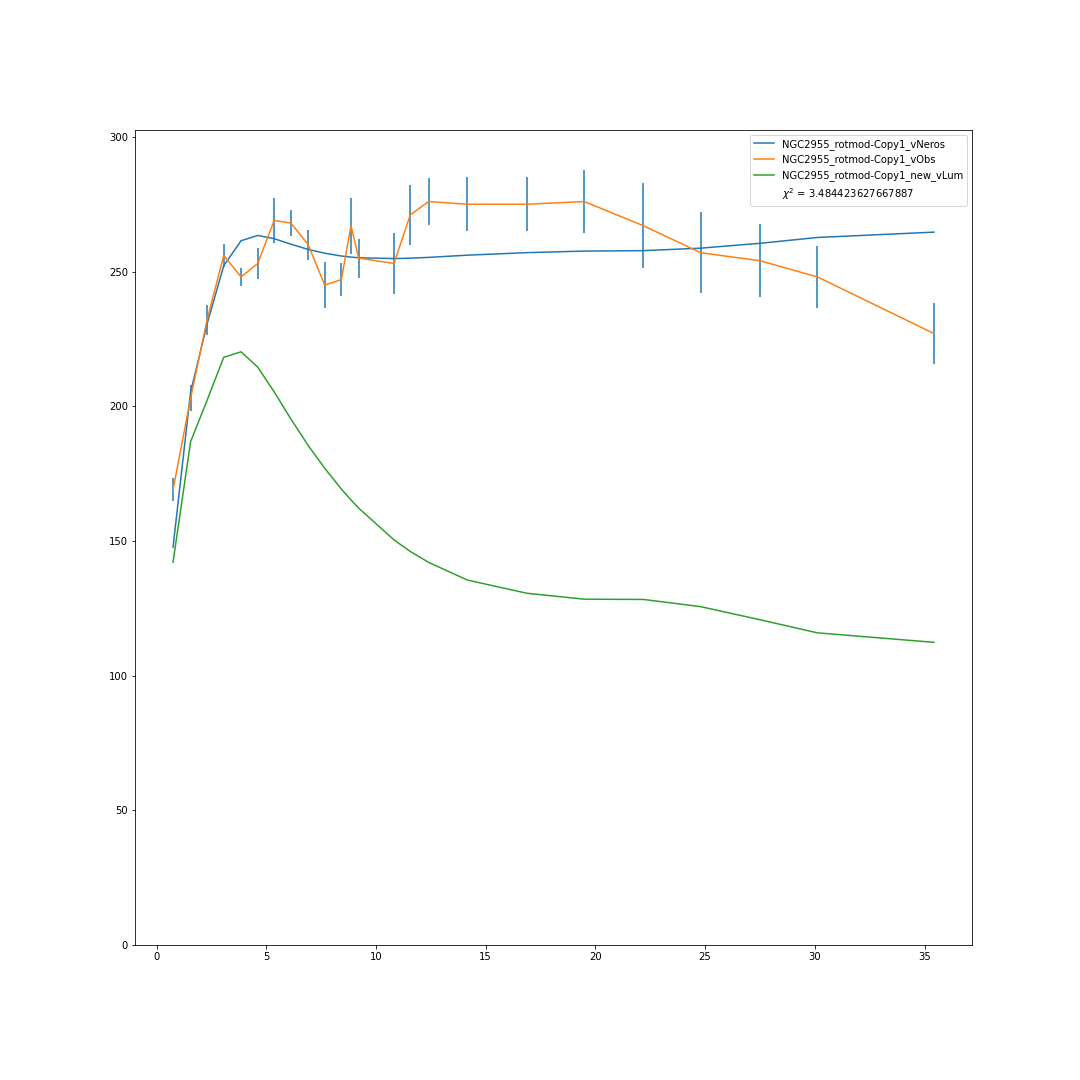 300
250
200
150
100
50
0
0 5 10 15 20 25 30 35
NGC2955_rotmod-Copy1_vNeros
NGC2955_rotmod-Copy1_vObs
NGC2955_rotmod-Copy1_new_vLum
χ² = 3.484423627667887